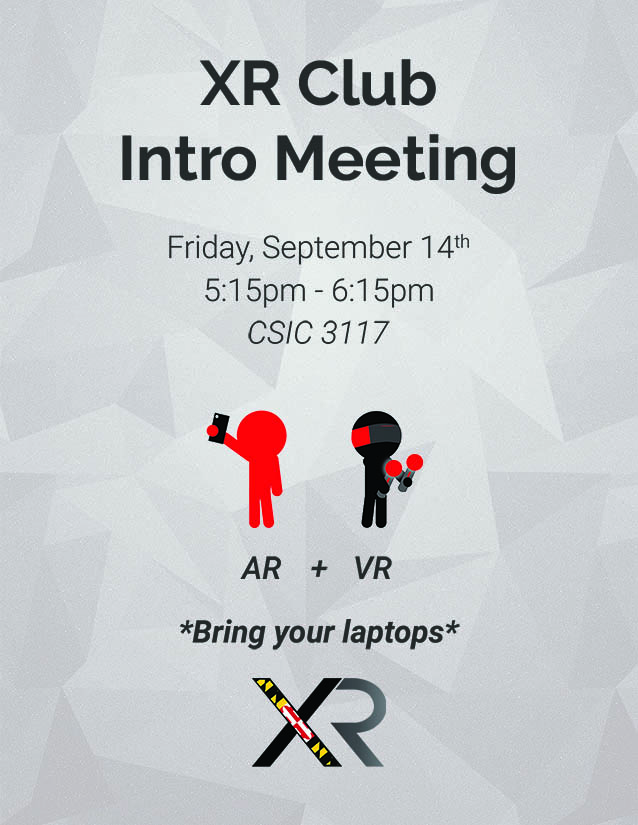 XR Club
Intro Meeting
Friday, September 14th
5:15pm - 6:15pm
CSIC 3117
AR + VR
*Bring your laptops*
XR